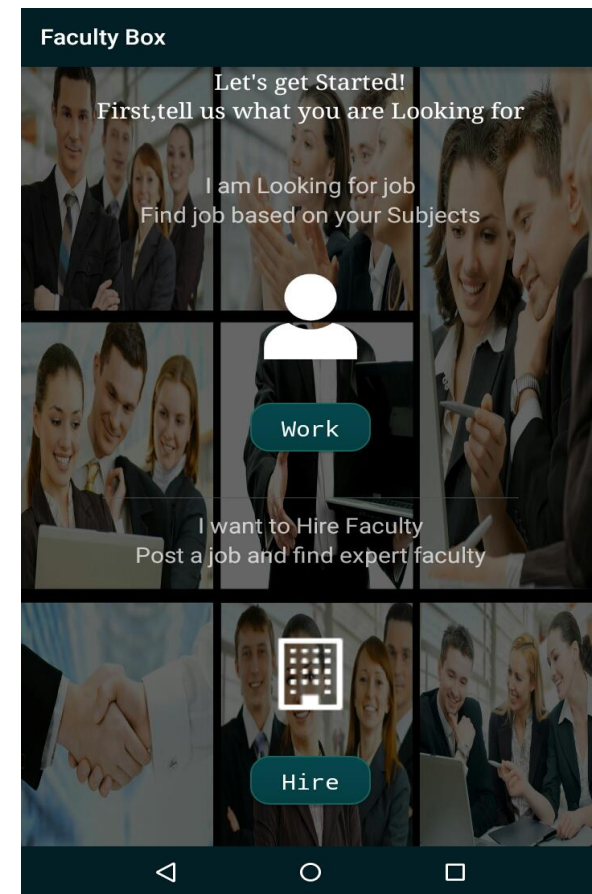 Faculty Box
Let's get Started!
First,tell us what you are Looking for
I am Looking for job
Find job based on your Subjects
Work
I want to Hire Faculty
Post a job and find expert faculty
Hire